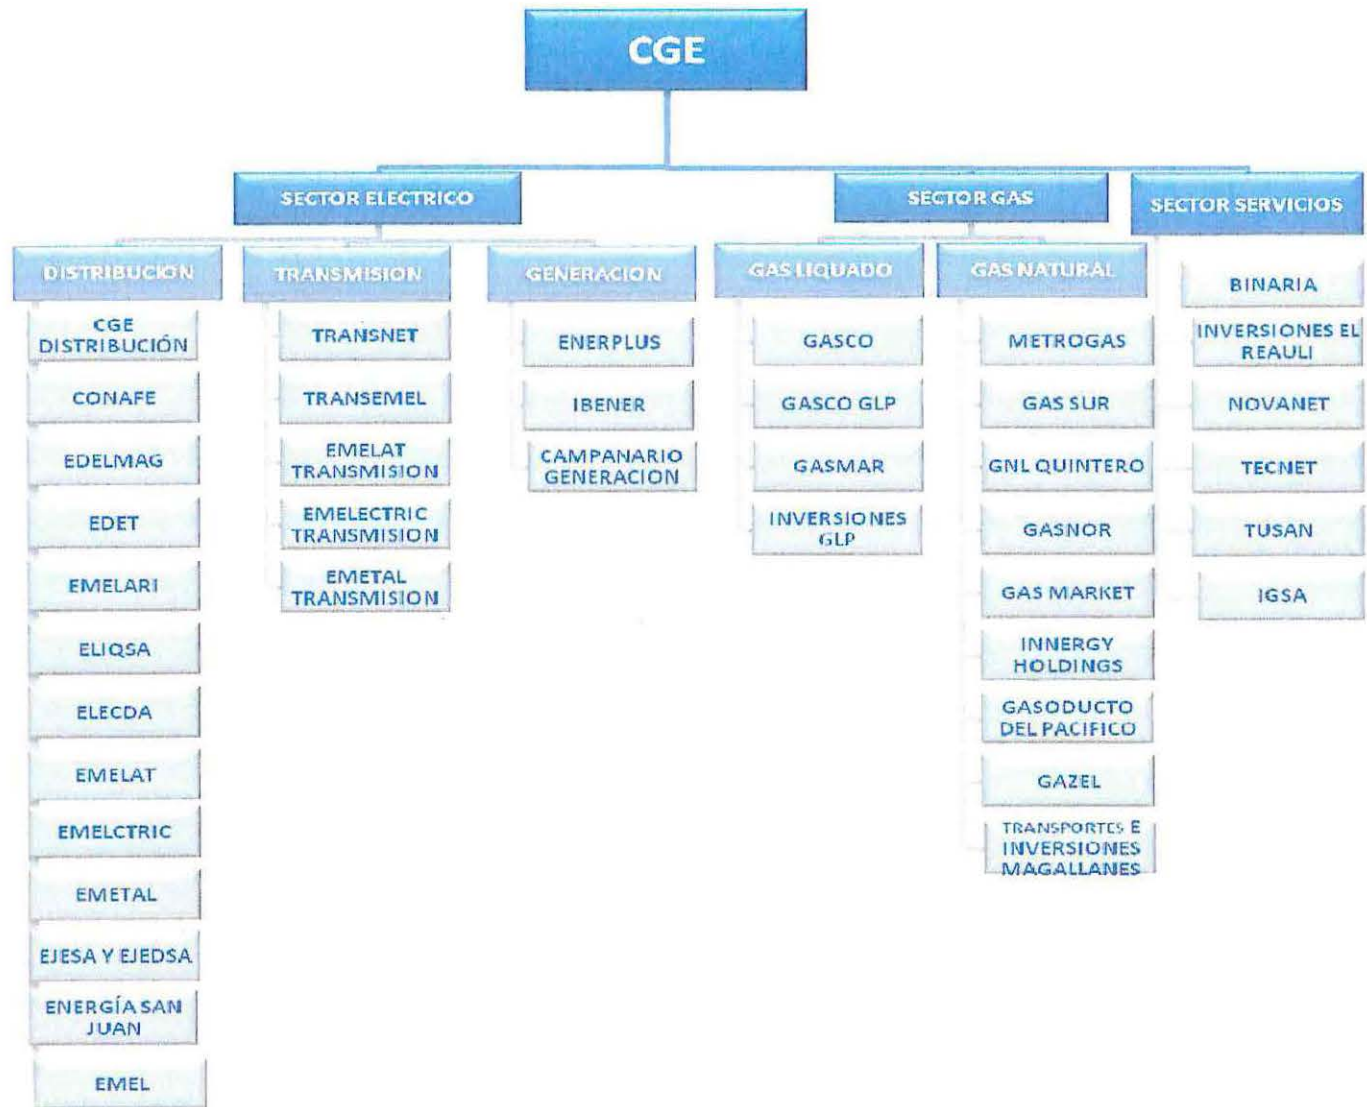 CGE
SECTOR ELECTRICO
SECTOR GAS
SECTOR SERVICIOS
DISTRIBUCION
TRANSMISION
GENERACION
GAS LIQUADO
GAS NATURAL
CGE
DISTRIBUCIÓN
CONAFE
EDELMAG
EDET
EMELARI
ELIQSA
ELECDA
EMELAT
EMELCTRIC
EMETAL
EJESA Y EJEDSA
ENERGÍA SAN
JUAN
EMEL
TRANSNET
TRANSEMEL
EMELAT
TRANSMISION
EMELECTRIC
TRANSMISION
EMETAL
TRANSMISION
ENERPLUS
IBENER
CAMPANARIO
GENERACION
GASCO
GASCO GLP
GASMAR
INVERSIONES
GLP
METROGAS
GAS SUR
GNL QUINTERO
GASNOR
GAS MARKET
INNERGY
HOLDINGS
GASODUCTO
DEL PACIFICO
GAZEL
TRANSPORTES E
INVERSIONES
MAGALLANES
BINARIA
INVERSIONES EL
REAULI
NOVANET
TECNET
TUSAN
IGSA